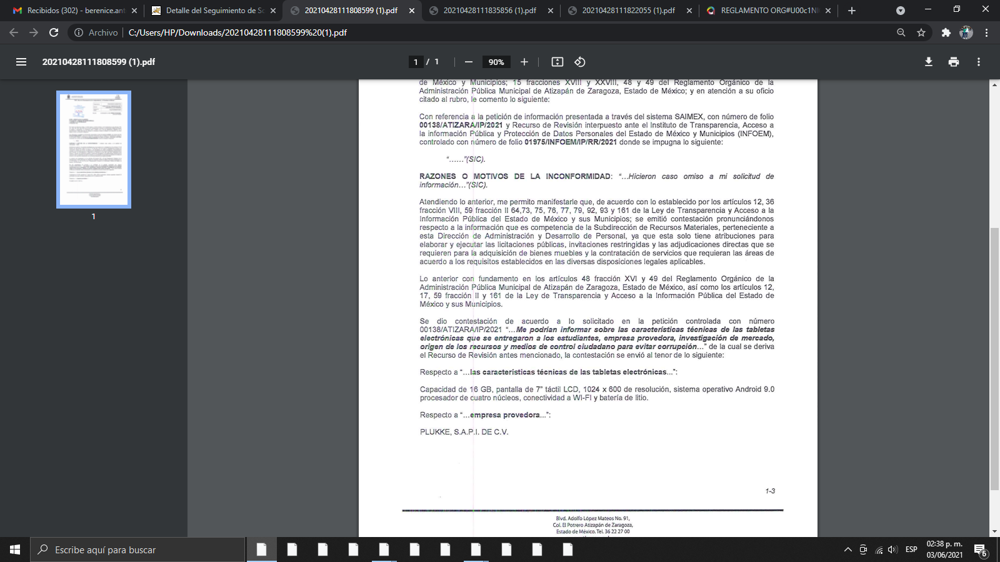 Recibidos (302) - berenice.ant
Detalle del Seguimiento de So
20210428111808599 (1).pdf
20210428111835856 (1).pdf
20210428111822055 (1).pdf
REGLAMENTO ORG#U00c1NI
Archivo
C:/Users/HP/Downloads/20210428111808599%20(1).pdf
20210428111808599 (1).pdf
1 / 1
90%
1
de México y Municipios; 15 fracciones XVIII y XXVIII, 48 y 49 del Reglamento Orgánico de la
Administración Pública Municipal de Atizapán de Zaragoza, Estado de México; y en atención a su oficio
citado al rubro, le comento lo siguiente:
Con referencia a la petición de información presentada a través del sistema SAIMEX, con número de folio
00138/ATIZARA/IP/2021 y Recurso de Revisión interpuesto ante el Instituto de Transparencia, Acceso a
la información Pública y Protección de Datos Personales del Estado de México y Municipios (INFOEM),
controlado con número de folio 01975/INFOEM/IP/RR/2021 donde se impugna lo siguiente:
“……”(SIC).
RAZONES O MOTIVOS DE LA INCONFORMIDAD: “…Hicieron caso omiso a mi solicitud de
información…”(SIC).
Atendiendo lo anterior, me permito manifestarle que, de acuerdo con lo establecido por los artículos 12, 36
fracción VIII, 59 fracción II 64,73, 75, 76, 77, 79, 92, 93 y 161 de la Ley de Transparencia y Acceso a la
Información Pública del Estado de México y sus Municipios; se emitió contestación pronunciándonos
respecto a la información que es competencia de la Subdirección de Recursos Materiales, perteneciente a
esta Dirección de Administración y Desarrollo de Personal, ya que esta solo tiene atribuciones para
elaborar y ejecutar las licitaciones públicas, invitaciones restringidas y las adjudicaciones directas que se
requieren para la adquisición de bienes muebles y la contratación de servicios que requieran las áreas de
acuerdo a los requisitos establecidos en las diversas disposiciones legales aplicables.
Lo anterior con fundamento en los artículos 48 fracción XVI y 49 del Reglamento Orgánico de la
Administración Pública Municipal de Atizapán de Zaragoza, Estado de México, así como los artículos 12,
17, 59 fracción II y 161 de la Ley de Transparencia y Acceso a la Información Pública del Estado de
México y sus Municipios.
Se dio contestación de acuerdo a lo solicitado en la petición controlada con número
00138/ATIZARA/IP/2021 “…Me podrían informar sobre las características técnicas de las tabletas
electrónicas que se entregaron a los estudiantes, empresa provedora, investigación de mercado,
origen de los recursos y medios de control ciudadano para evitar corrupción…” de la cual se deriva
el Recurso de Revisión antes mencionado, la contestación se envió al tenor de lo siguiente:
Respecto a “…las características técnicas de las tabletas electrónicas...”:
Capacidad de 16 GB, pantalla de 7” táctil LCD, 1024 x 600 de resolución, sistema operativo Android 9.0
procesador de cuatro núcleos, conectividad a WI-FI y batería de litio.
Respecto a “…empresa provedora...”:
PLUKKE, S.A.P.I. DE C.V.
1-3
Blvd. Adolfo López Mateos No. 91,
Col. El Potrero Atizapán de Zaragoza,
Estado de México. Tel. 36 22 27 00
Escribe aquí para buscar
ESP
02:38 p. m.
03/06/2021
6